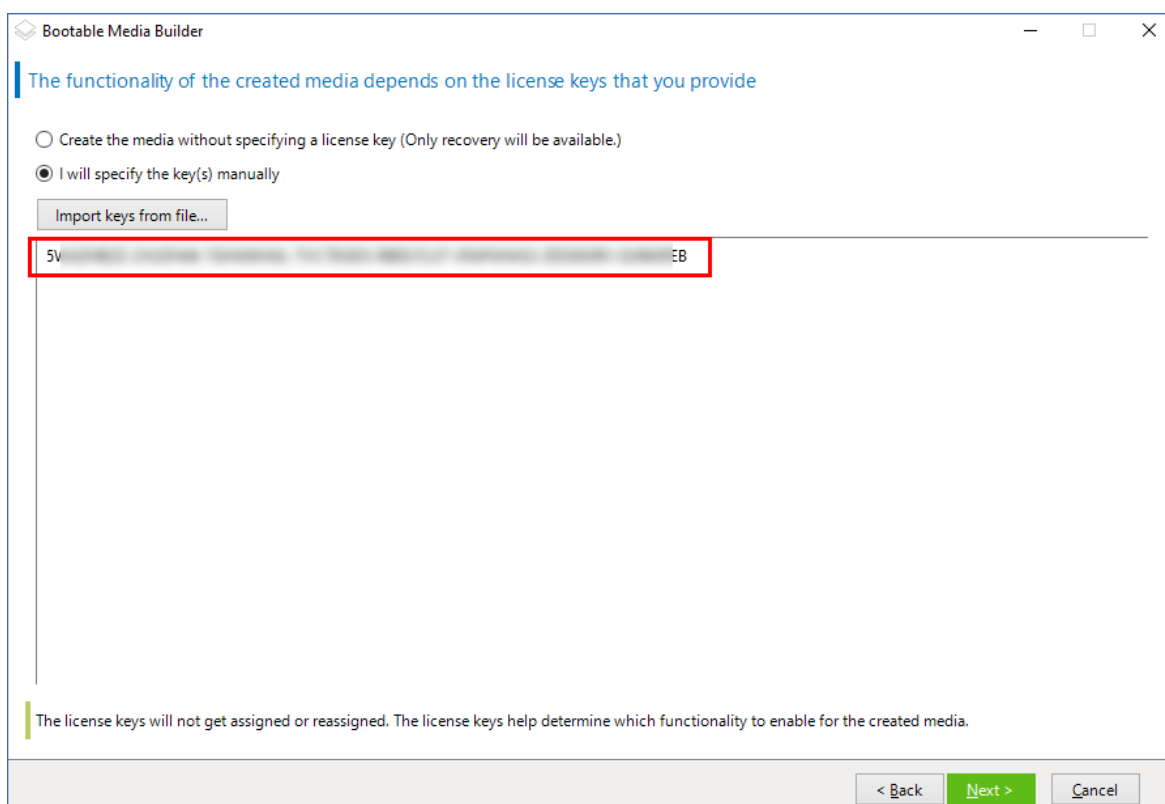 Bootable Media Builder
The functionality of the created media depends on the license keys that you provide
Create the media without specifying a license key (Only recovery will be available.)
I will specify the key(s) manually
Import keys from file...
The license keys will not get assigned or reassigned. The license keys help determine which functionality to enable for the created media.
< Back Next > Cancel